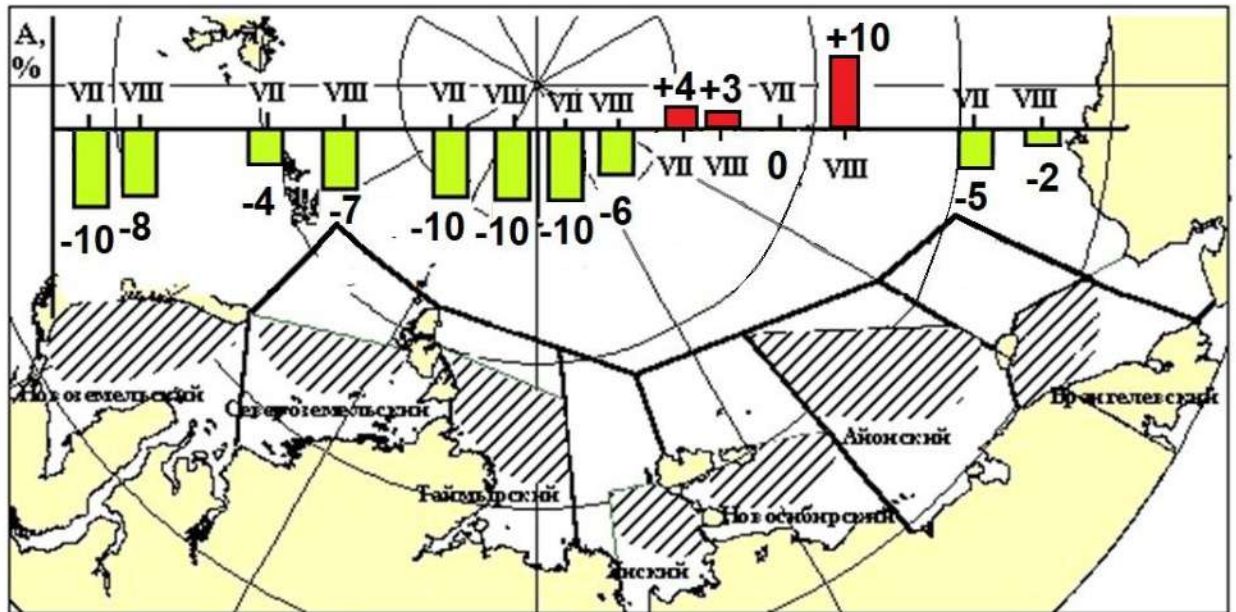 А,
%
VII VIII VII VIII VII VIII VII VIII +4 +3 VII +10 VII VIII
-10 -8 -4 -7 -10 -10 -10 -6 VII VIII 0 VIII -5 -2
Новоземельский
Североземельский
Таймырский
Янский
Новосибирский
Айонский
Врангелевский